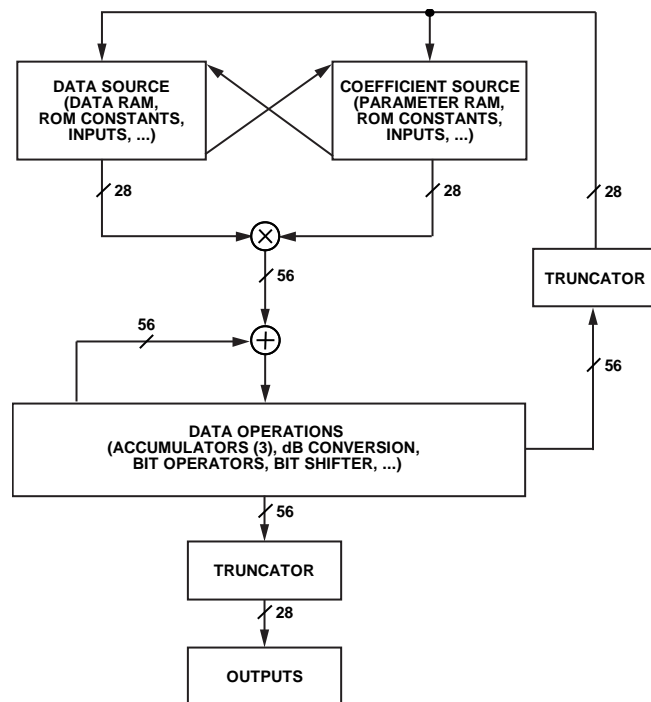 DATA SOURCE
(DATA RAM,
ROM CONSTANTS,
INPUTS, ...)
COEFFICIENT SOURCE
(PARAMETER RAM,
ROM CONSTANTS,
INPUTS, ...)
28
28
28
TRUNCATOR
56
56
56
DATA OPERATIONS
(ACCUMULATORS (3), dB CONVERSION,
BIT OPERATORS, BIT SHIFTER, ...)
56
TRUNCATOR
28
OUTPUTS